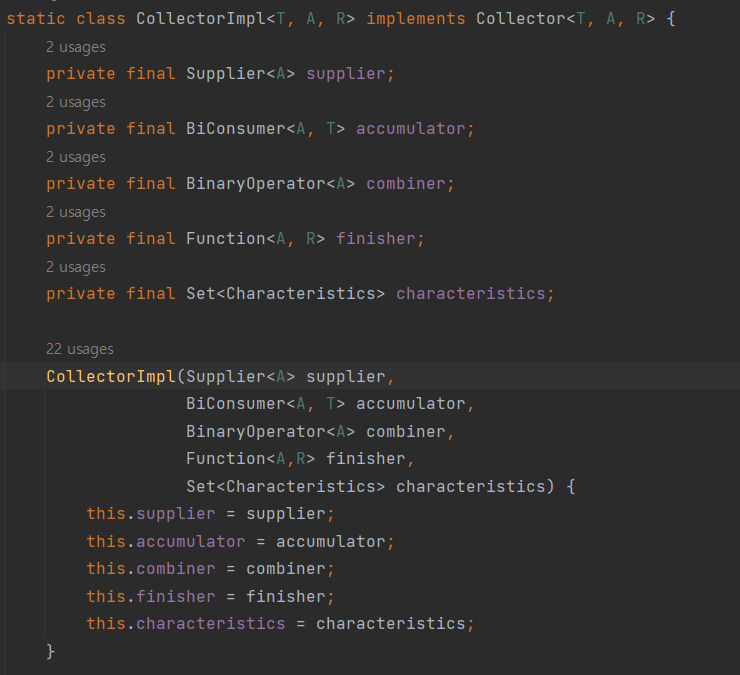 static class CollectorImpl<T, A, R> implements Collector<T, A, R> {
2 usages
private final Supplier<A> supplier;
2 usages
private final BiConsumer<A, T> accumulator;
2 usages
private final BinaryOperator<A> combiner;
2 usages
private final Function<A, R> finisher;
2 usages
private final Set<Characteristics> characteristics;
22 usages
CollectorImpl(Supplier<A> supplier,
BiConsumer<A, T> accumulator,
BinaryOperator<A> combiner,
Function<A,R> finisher,
Set<Characteristics> characteristics) {
this.supplier = supplier;
this.accumulator = accumulator;
this.combiner = combiner;
this.finisher = finisher;
this.characteristics = characteristics;
}